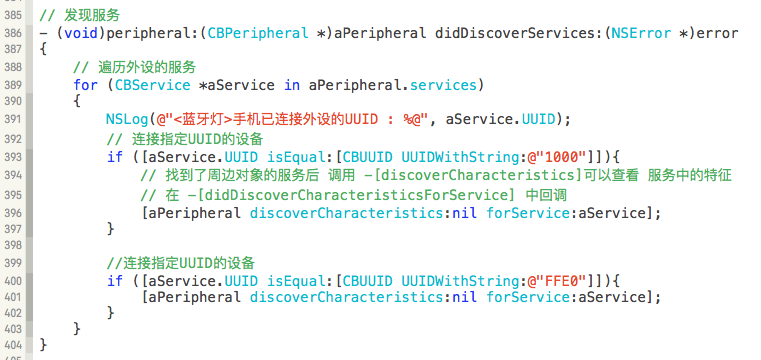 385 // 发现服务
386 - (void)peripheral:(CBPeripheral *)aPeripheral didDiscoverServices:(NSError *)error
387 {
388     // 遍历外设的服务
389     for (CBService *aService in aPeripheral.services)
390     {
391         NSLog(@"<蓝牙灯>手机已连接外设的UUID : %@", aService.UUID);
392         // 连接指定UUID的设备
393         if ([aService.UUID isEqual:[CBUUID UUIDWithString:@"1000"]]){
394             // 找到了周边对象的服务后 调用 -[discoverCharacteristics]可以查看 服务中的特征
395             // 在 -[didDiscoverCharacteristicsForService] 中回调
396             [aPeripheral discoverCharacteristics:nil forService:aService];
397         }
398
399         //连接指定UUID的设备
400         if ([aService.UUID isEqual:[CBUUID UUIDWithString:@"FFE0"]]){
401             [aPeripheral discoverCharacteristics:nil forService:aService];
402         }
403     }
404 }